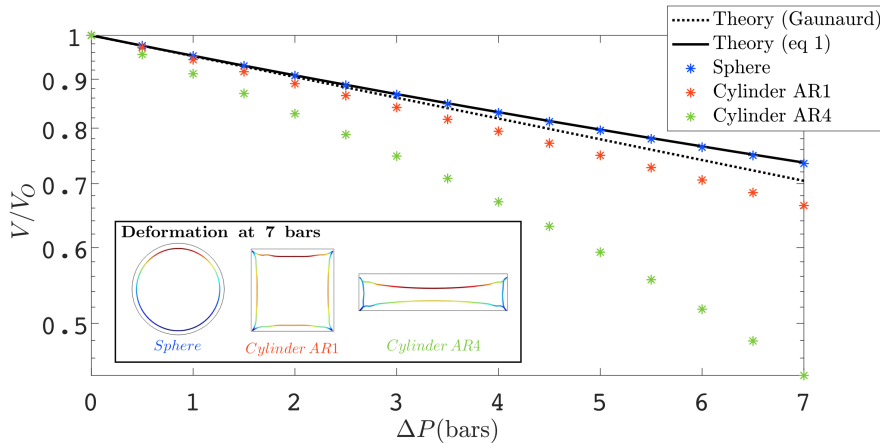 Theory (Gaunaurd)
Theory (eq 1)
Sphere
Cylinder AR1
Cylinder AR4
1
0.9
0.8
0.7
0.6
0.5
V/V_O
Deformation at 7 bars
Sphere
Cylinder AR1
Cylinder AR4
0 1 2 3 4 5 6 7
ΔP(bars)